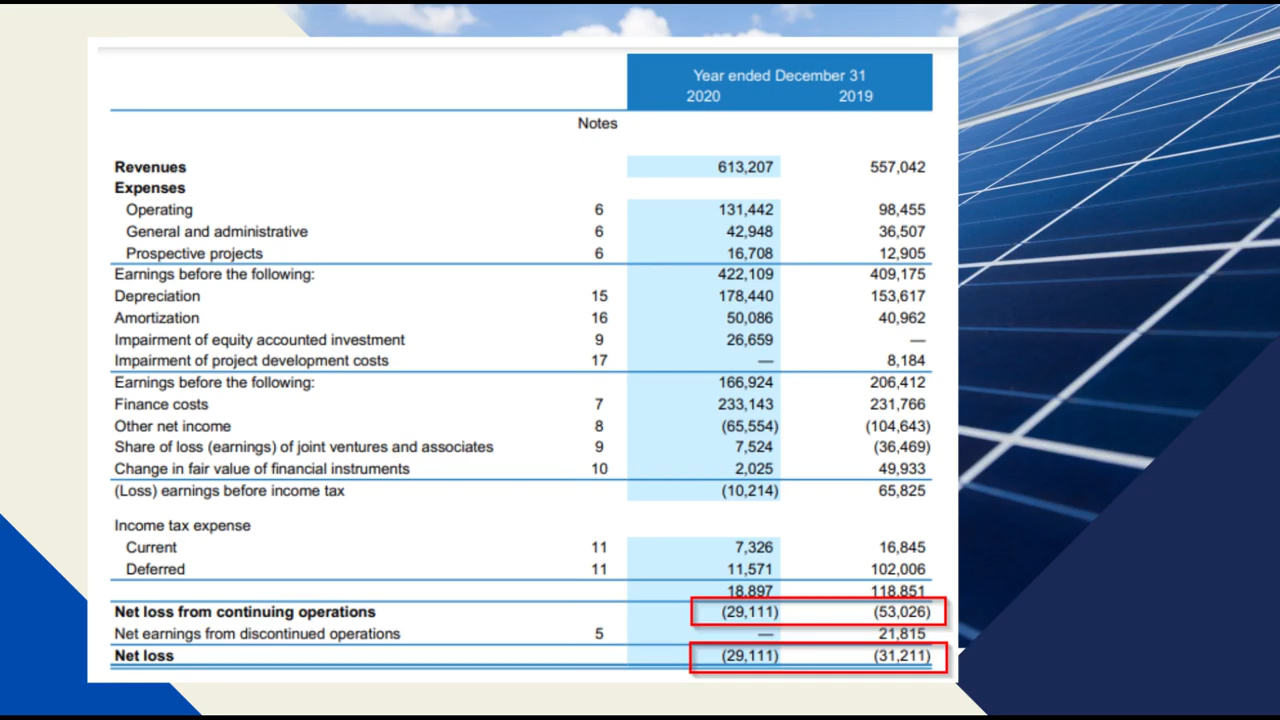 Year ended December 31
2020 2019
Notes
Revenues 613,207 557,042
Expenses
Operating 6 131,442 98,455
General and administrative 6 42,948 36,507
Prospective projects 6 16,708 12,905
Earnings before the following: 422,109 409,175
Depreciation 15 178,440 153,617
Amortization 16 50,086 40,962
Impairment of equity accounted investment 9 26,659 —
Impairment of project development costs 17 — 8,184
Earnings before the following: 166,924 206,412
Finance costs 7 233,143 231,766
Other net income 8 (65,554) (104,643)
Share of loss (earnings) of joint ventures and associates 9 7,524 (36,469)
Change in fair value of financial instruments 10 2,025 49,933
(Loss) earnings before income tax (10,214) 65,825
Income tax expense
Current 11 7,326 16,845
Deferred 11 11,571 102,006
18,897 118,851
Net loss from continuing operations (29,111) (53,026)
Net earnings from discontinued operations 5 — 21,815
Net loss (29,111) (31,211)